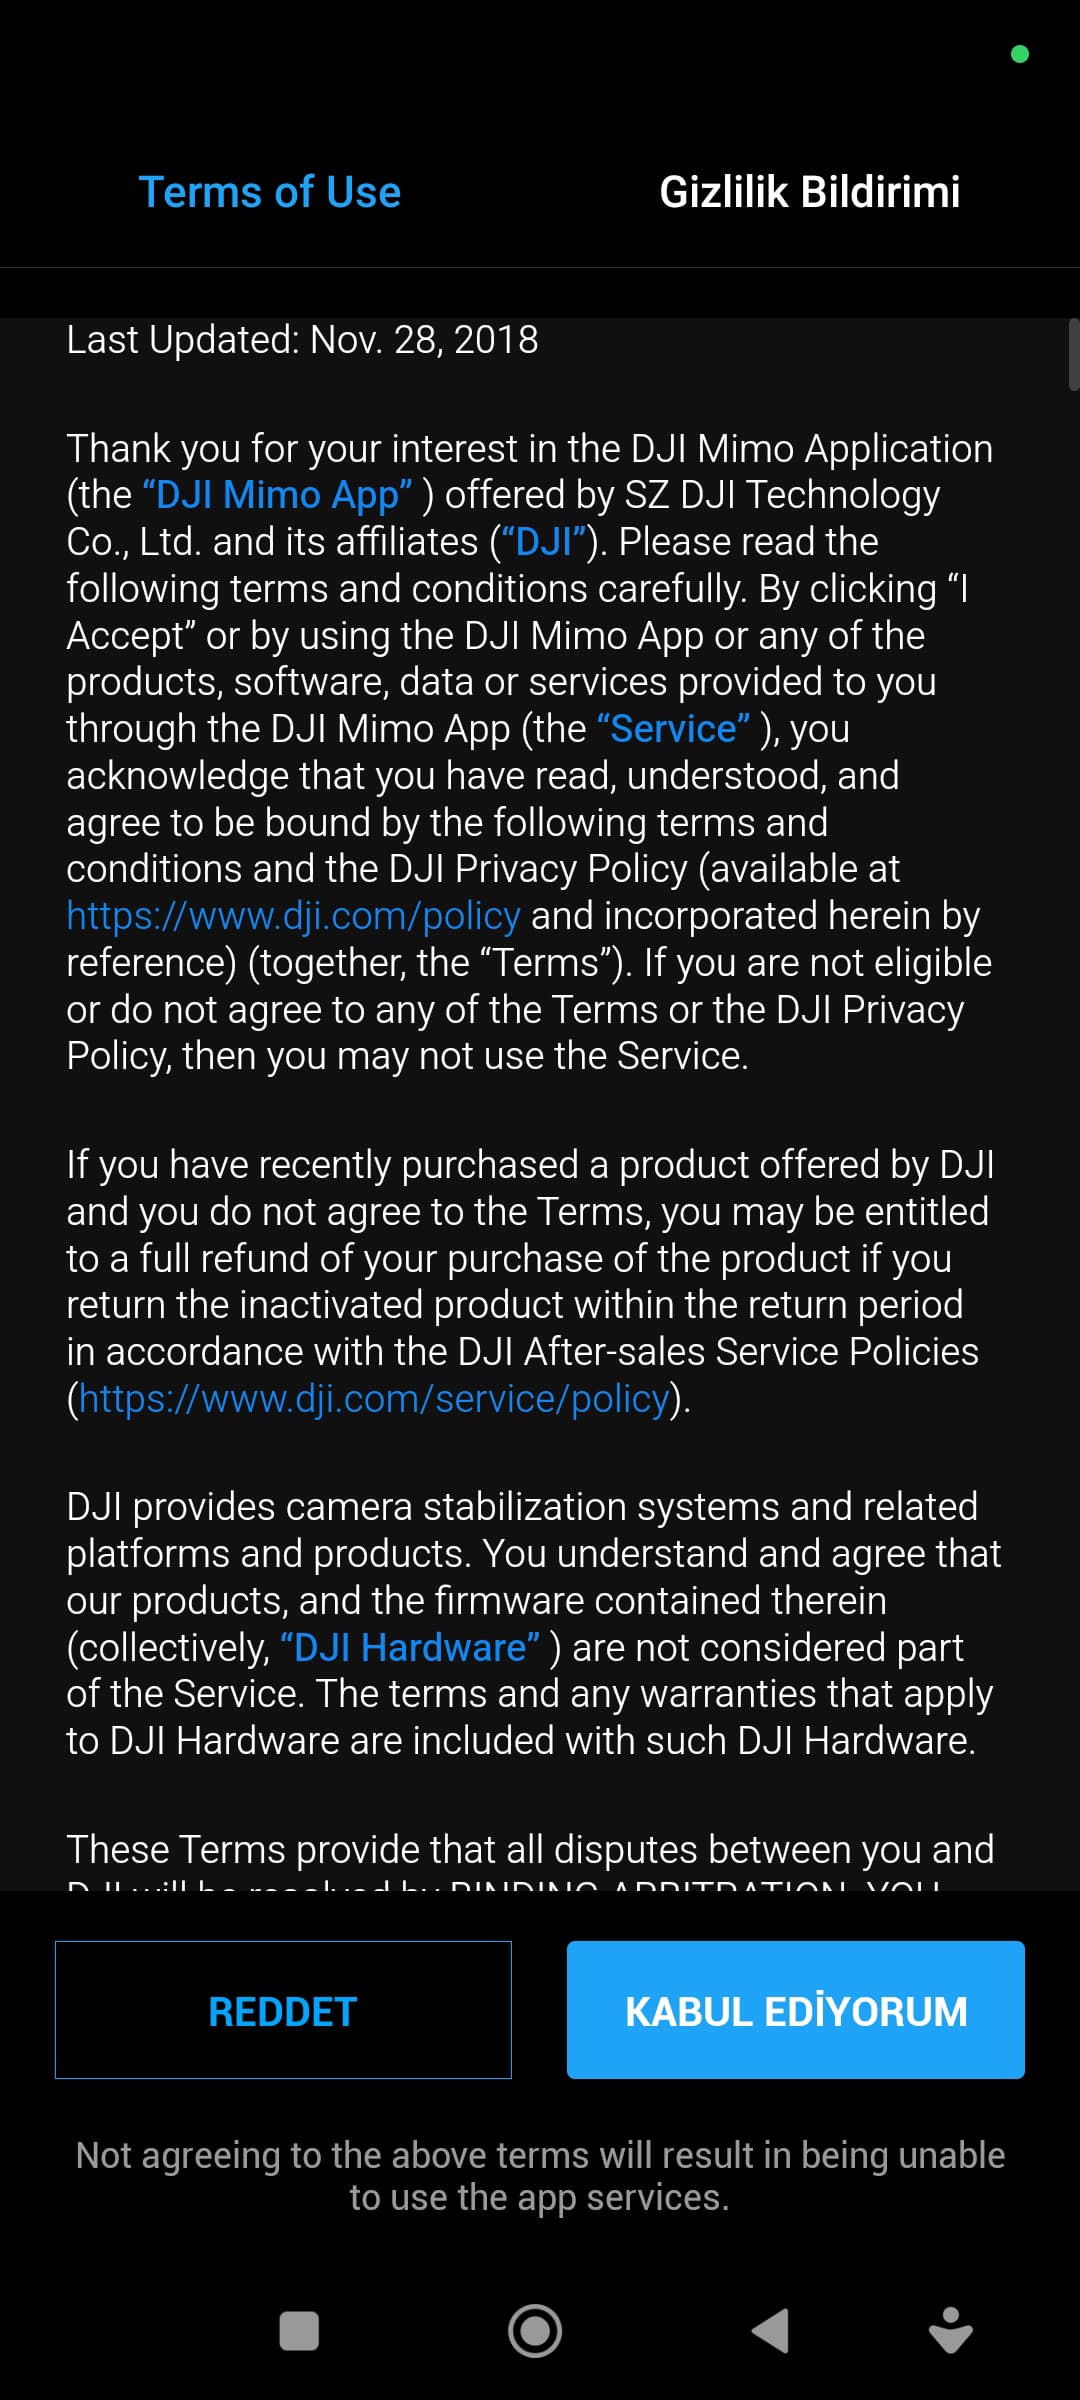 Terms of Use
Gizlilik Bildirimi
Last Updated: Nov. 28, 2018
Thank you for your interest in the DJI Mimo Application
(the “DJI Mimo App” ) offered by SZ DJI Technology
Co., Ltd. and its affiliates (“DJI”). Please read the
following terms and conditions carefully. By clicking “I
Accept” or by using the DJI Mimo App or any of the
products, software, data or services provided to you
through the DJI Mimo App (the “Service” ), you
acknowledge that you have read, understood, and
agree to be bound by the following terms and
conditions and the DJI Privacy Policy (available at
https://www.dji.com/policy and incorporated herein by
reference) (together, the “Terms”). If you are not eligible
or do not agree to any of the Terms or the DJI Privacy
Policy, then you may not use the Service.
If you have recently purchased a product offered by DJI
and you do not agree to the Terms, you may be entitled
to a full refund of your purchase of the product if you
return the inactivated product within the return period
in accordance with the DJI After-sales Service Policies
(https://www.dji.com/service/policy).
DJI provides camera stabilization systems and related
platforms and products. You understand and agree that
our products, and the firmware contained therein
(collectively, “DJI Hardware” ) are not considered part
of the Service. The terms and any warranties that apply
to DJI Hardware are included with such DJI Hardware.
These Terms provide that all disputes between you and
DJI will be resolved by BINDING ARBITRATION. YOU
REDDET
KABUL EDİYORUM
Not agreeing to the above terms will result in being unable
to use the app services.